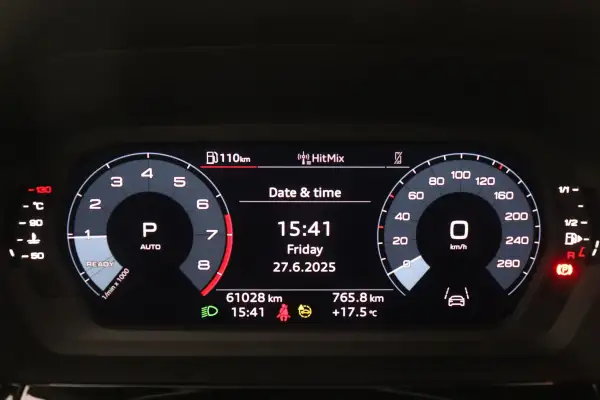 110km
HitMix
Date & time
15:41
Friday
27.6.2025
61028 km
765.8 km
15:41
+17.5 °C
P
AUTO
READY
1/min x 1000
1
2
3
4
5
6
7
8
0
km/h
0
20
40
60
80
100
120
160
200
240
280
130
°C
90
50
1/1
1/2
R